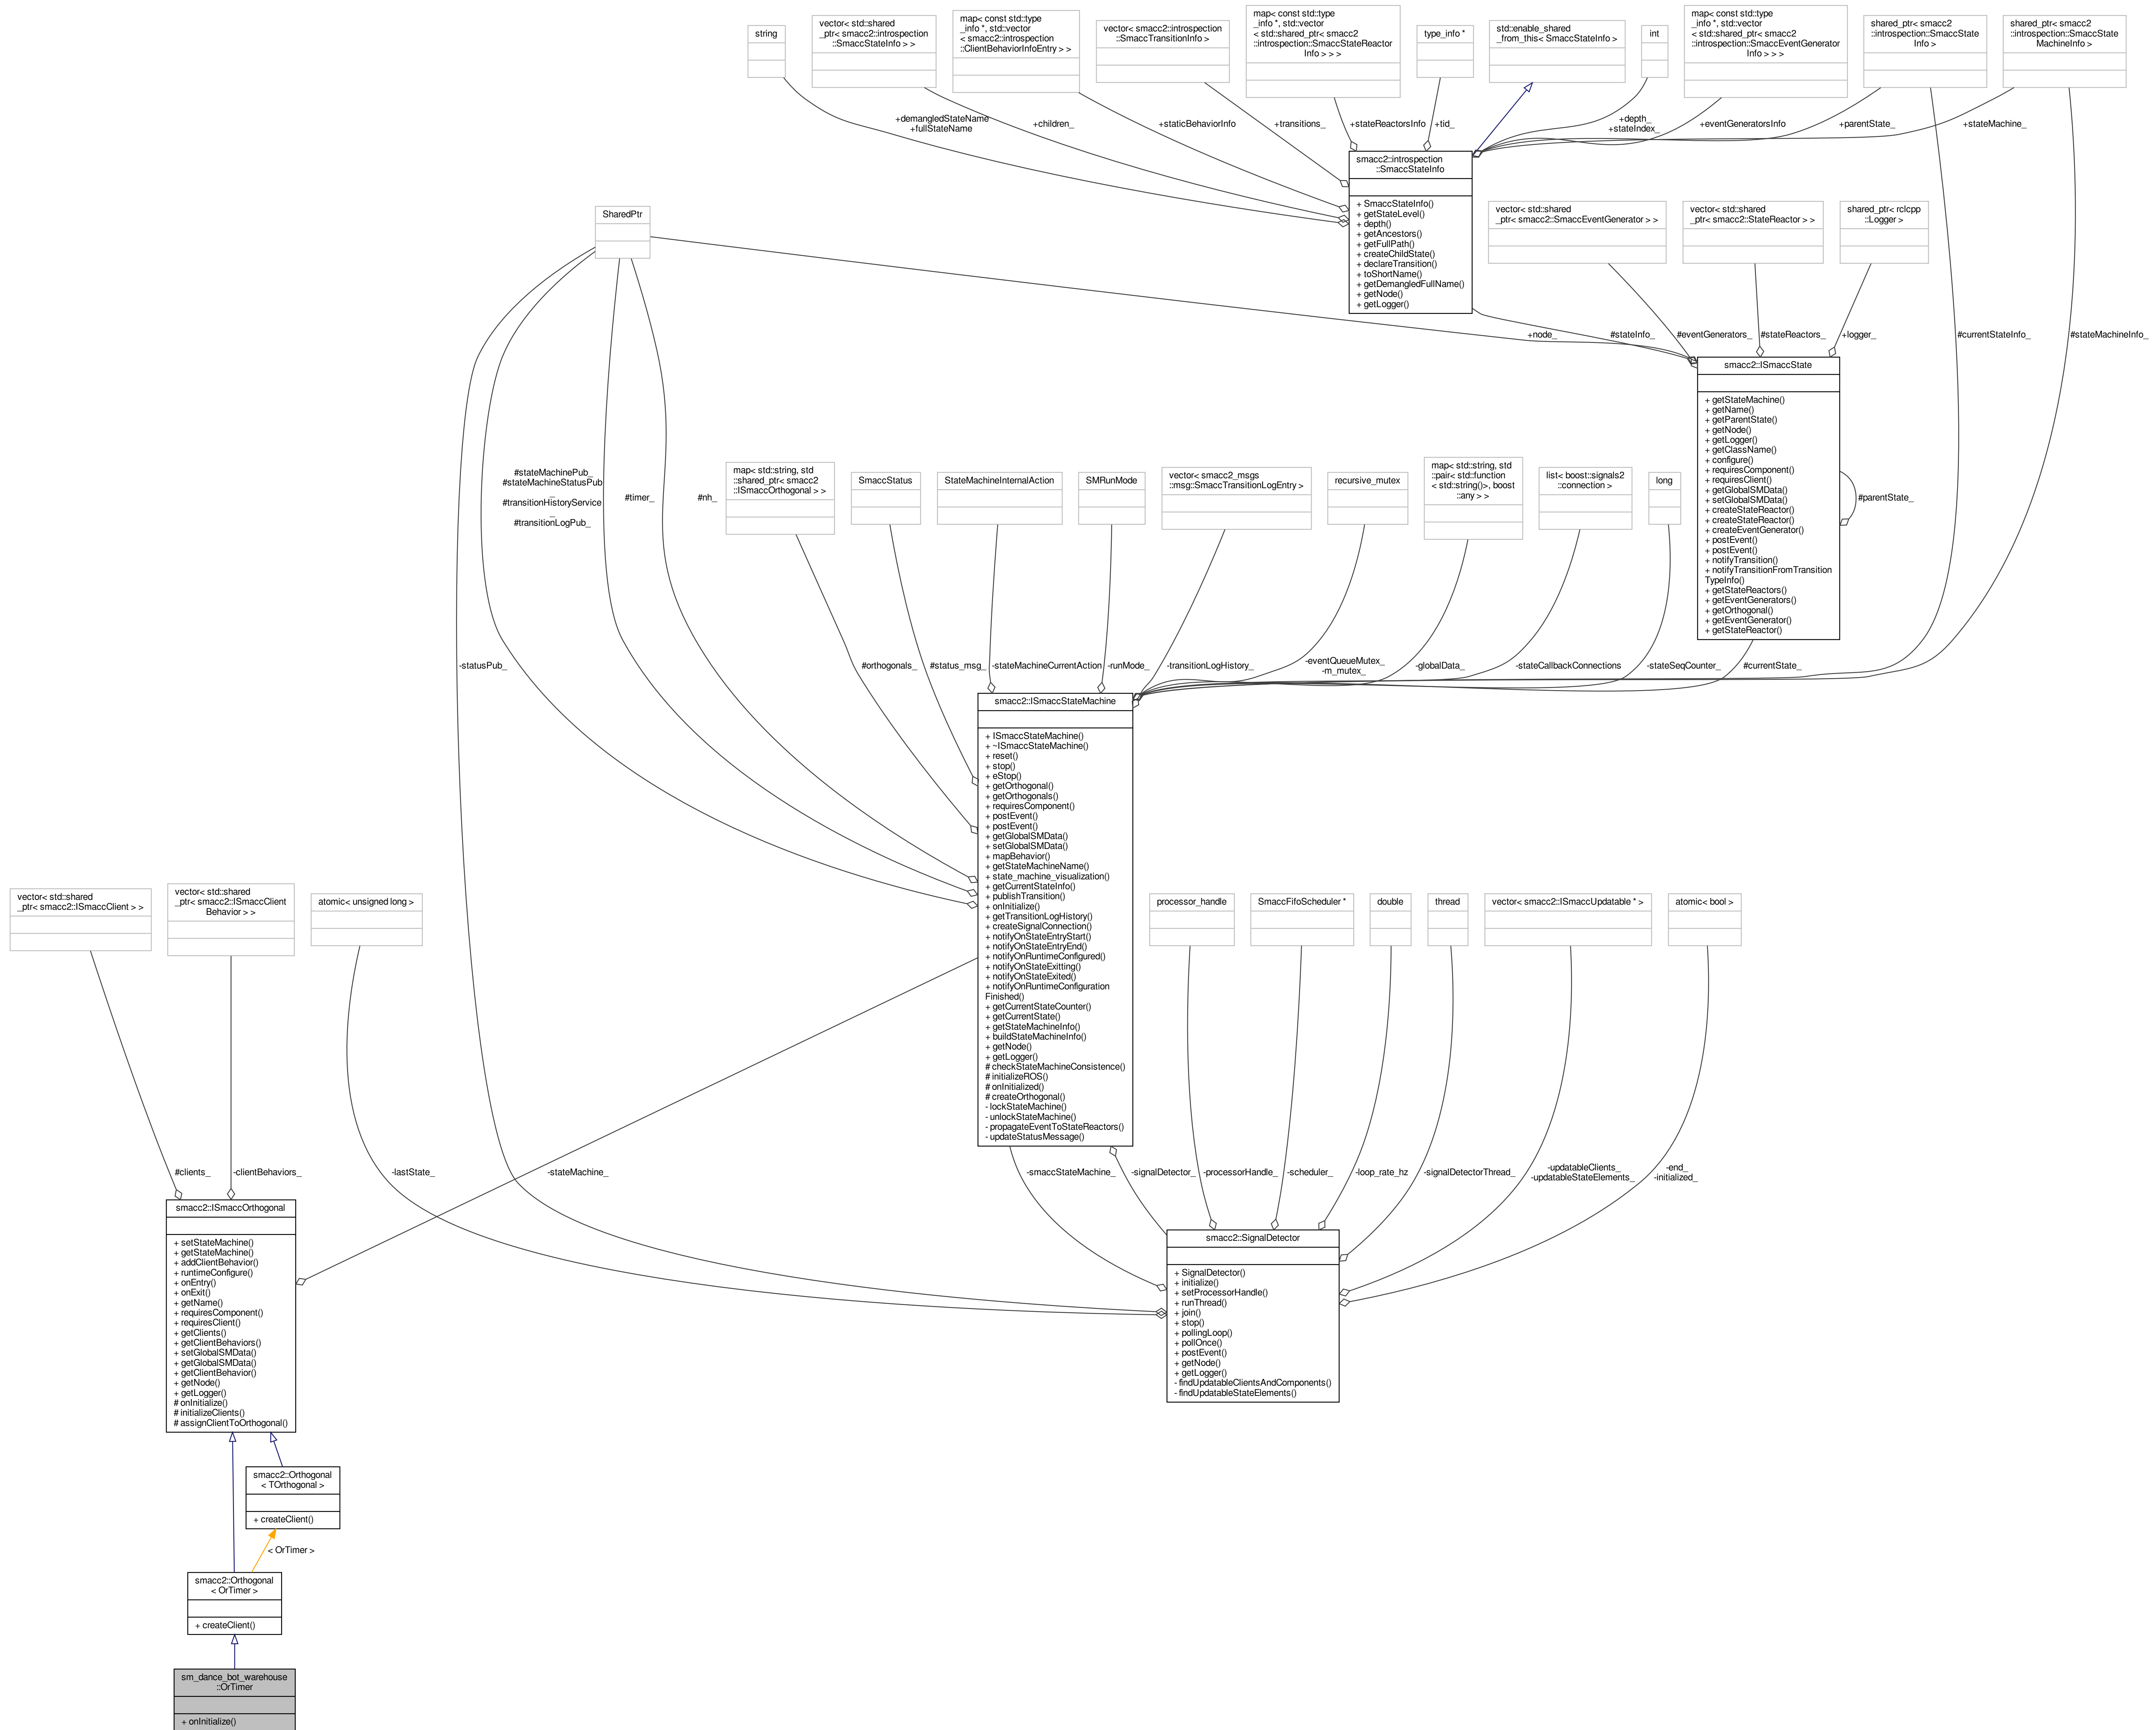 string
vector< std::shared
_ptr< smacc2::introspection
::SmaccStateInfo > >
map< const std::type
_info *, std::vector
< smacc2::introspection
::ClientBehaviorInfoEntry > >
vector< smacc2::introspection
::SmaccTransitionInfo >
map< const std::type
_info *, std::vector
< std::shared_ptr< smacc2
::introspection::SmaccStateReactor
Info > > >
type_info *
std::enable_shared
_from_this< SmaccStateInfo >
int
map< const std::type
_info *, std::vector
< std::shared_ptr< smacc2
::introspection::SmaccEventGenerator
Info > > >
shared_ptr< smacc2
::introspection::SmaccState
Info >
shared_ptr< smacc2
::introspection::SmaccState
MachineInfo >
+demangledStateName
+fullStateName
+children_
+staticBehaviorInfo
+transitions_
+stateReactorsInfo
+tid_
+depth_
+stateIndex_
+eventGeneratorsInfo
+parentState_
+stateMachine_
smacc2::introspection
::SmaccStateInfo
+ SmaccStateInfo()
+ getStateLevel()
+ depth()
+ getAncestors()
+ getFullPath()
+ createChildState()
+ declareTransition()
+ toShortName()
+ getDemangledFullName()
+ getNode()
+ getLogger()
SharedPtr
vector< std::shared
_ptr< smacc2::SmaccEventGenerator > >
vector< std::shared
_ptr< smacc2::StateReactor > >
shared_ptr< rclcpp
::Logger >
+node_
#stateInfo_
#eventGenerators_
#stateReactors_
+logger_
#currentStateInfo_
#stateMachineInfo_
smacc2::ISmaccState
+ getStateMachine()
+ getName()
+ getParentState()
+ getNode()
+ getLogger()
+ getClassName()
+ configure()
+ requiresComponent()
+ requiresClient()
+ getGlobalSMData()
+ setGlobalSMData()
+ createStateReactor()
+ createStateReactor()
+ createEventGenerator()
+ postEvent()
+ postEvent()
+ notifyTransition()
+ notifyTransitionFromTransition
TypeInfo()
+ getStateReactors()
+ getEventGenerators()
+ getOrthogonal()
+ getEventGenerator()
+ getStateReactor()
#parentState_
#stateMachinePub_
#stateMachineStatusPub
_
#transitionHistoryService
_
#transitionLogPub_
#timer_
#nh_
map< std::string, std
::shared_ptr< smacc2
::ISmaccOrthogonal > >
SmaccStatus
StateMachineInternalAction
SMRunMode
vector< smacc2_msgs
::msg::SmaccTransitionLogEntry >
recursive_mutex
map< std::string, std
::pair< std::function
< std::string()>, boost
::any > >
list< boost::signals2
::connection >
long
-statusPub_
#orthogonals_
#status_msg_
-stateMachineCurrentAction
-runMode_
-transitionLogHistory_
-eventQueueMutex_
-m_mutex_
-globalData_
-stateCallbackConnections
-stateSeqCounter_
#currentState_
smacc2::ISmaccStateMachine
+ ISmaccStateMachine()
+ ~ISmaccStateMachine()
+ reset()
+ stop()
+ eStop()
+ getOrthogonal()
+ getOrthogonals()
+ requiresComponent()
+ postEvent()
+ postEvent()
+ getGlobalSMData()
+ setGlobalSMData()
+ mapBehavior()
+ getStateMachineName()
+ state_machine_visualization()
+ getCurrentStateInfo()
+ publishTransition()
+ onInitialize()
+ getTransitionLogHistory()
+ createSignalConnection()
+ notifyOnStateEntryStart()
+ notifyOnStateEntryEnd()
+ notifyOnRuntimeConfigured()
+ notifyOnStateExitting()
+ notifyOnStateExited()
+ notifyOnRuntimeConfiguration
Finished()
+ getCurrentStateCounter()
+ getCurrentState()
+ getStateMachineInfo()
+ buildStateMachineInfo()
+ getNode()
+ getLogger()
# checkStateMachineConsistence()
# initializeROS()
# onInitialized()
# createOrthogonal()
- lockStateMachine()
- unlockStateMachine()
- propagateEventToStateReactors()
- updateStatusMessage()
vector< std::shared
_ptr< smacc2::ISmaccClient > >
vector< std::shared
_ptr< smacc2::ISmaccClient
Behavior > >
atomic< unsigned long >
processor_handle
SmaccFifoScheduler *
double
thread
vector< smacc2::ISmaccUpdatable * >
atomic< bool >
#clients_
-clientBehaviors_
-lastState_
-stateMachine_
-smaccStateMachine_
-signalDetector_
-processorHandle_
-scheduler_
-loop_rate_hz
-signalDetectorThread_
-updatableClients_
-updatableStateElements_
-end_
-initialized_
smacc2::ISmaccOrthogonal
+ setStateMachine()
+ getStateMachine()
+ addClientBehavior()
+ runtimeConfigure()
+ onEntry()
+ onExit()
+ getName()
+ requiresComponent()
+ requiresClient()
+ getClients()
+ getClientBehaviors()
+ setGlobalSMData()
+ getGlobalSMData()
+ getClientBehavior()
+ getNode()
+ getLogger()
# onInitialize()
# initializeClients()
# assignClientToOrthogonal()
smacc2::SignalDetector
+ SignalDetector()
+ initialize()
+ setProcessorHandle()
+ runThread()
+ join()
+ stop()
+ pollingLoop()
+ pollOnce()
+ postEvent()
+ getNode()
+ getLogger()
- findUpdatableClientsAndComponents()
- findUpdatableStateElements()
smacc2::Orthogonal
< TOrthogonal >
+ createClient()
< OrTimer >
smacc2::Orthogonal
< OrTimer >
+ createClient()
sm_dance_bot_warehouse
::OrTimer
+ onInitialize()